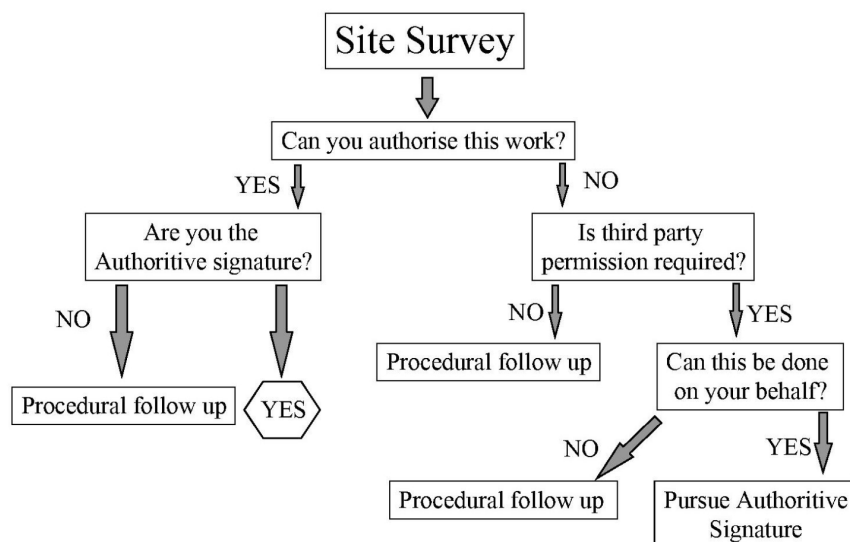 Site Survey
Can you authorise this work?
YES
NO
Are you the
Authoritive signature?
Is third party
permission required?
NO
NO
YES
Procedural follow up
YES
Procedural follow up
Can this be done
on your behalf?
NO
YES
Procedural follow up
Pursue Authoritive
Signature